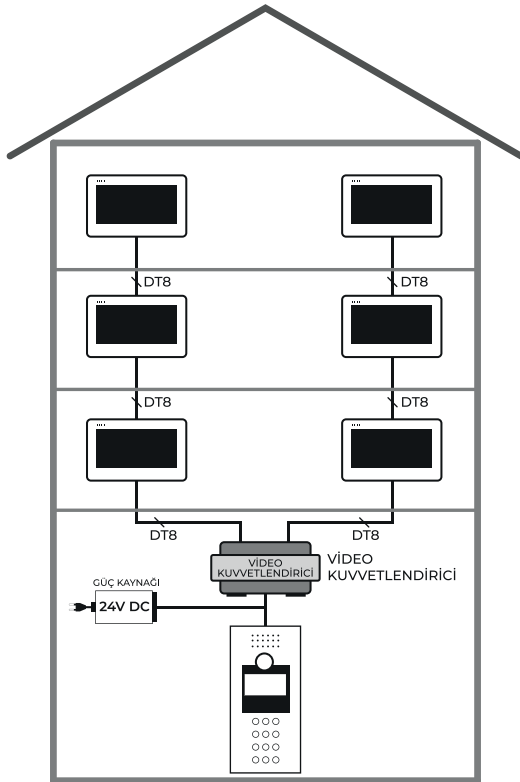 DT8
DT8
DT8
DT8
DT8
DT8
VİDEO
KUVVETLENDİRİCİ
VİDEO
KUVVETLENDİRİCİ
GÜÇ KAYNAĞI
24V DC